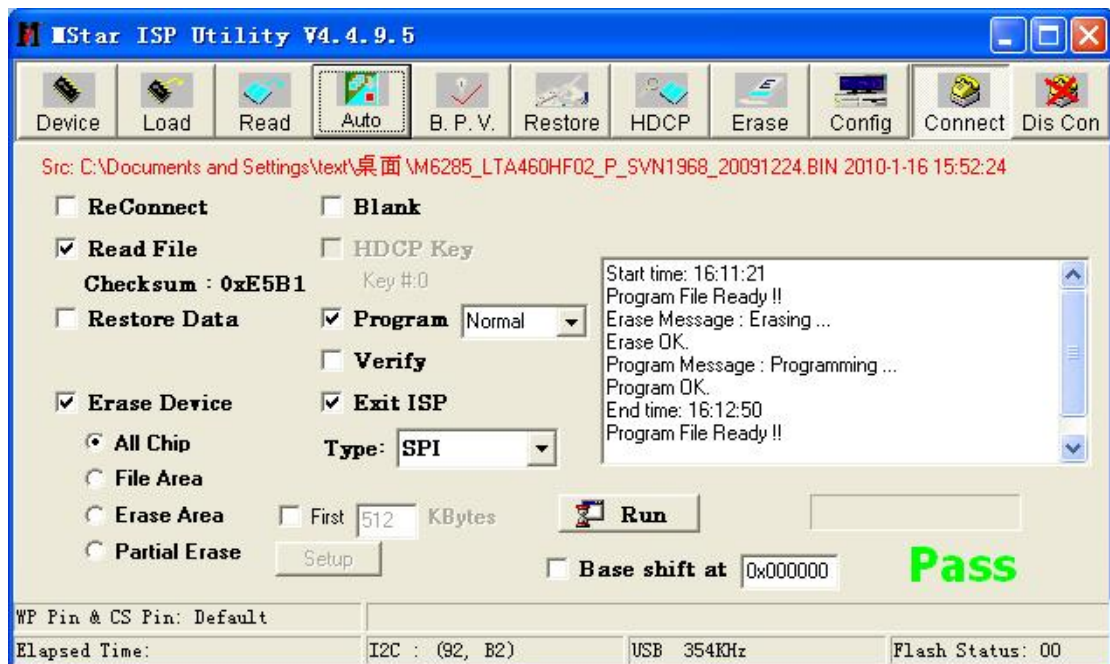 MStar ISP Utility V4.4.9.5
Device Load Read Auto B. P. V. Restore HDCP Erase Config Connect Dis Con
Src: C:\Documents and Settings\text\桌面\M6285_LTA460HF02_P_SVN1968_20091224.BIN 2010-1-16 15:52:24
ReConnect Blank
Read File HDCP Key
Checksum : 0xE5B1 Key #:0
Restore Data Program Normal
Verify
Erase Device Exit ISP
All Chip Type: SPI
File Area
Erase Area First 512 KBytes
Partial Erase Setup
Start time: 16:11:21
Program File Ready !!
Erase Message : Erasing ...
Erase OK.
Program Message : Programming ...
Program OK.
End time: 16:12:50
Program File Ready !!
Run
Base shift at 0x000000 Pass
WP Pin & CS Pin: Default
Elapsed Time: I2C : (92, B2) USB 354KHz Flash Status: 00